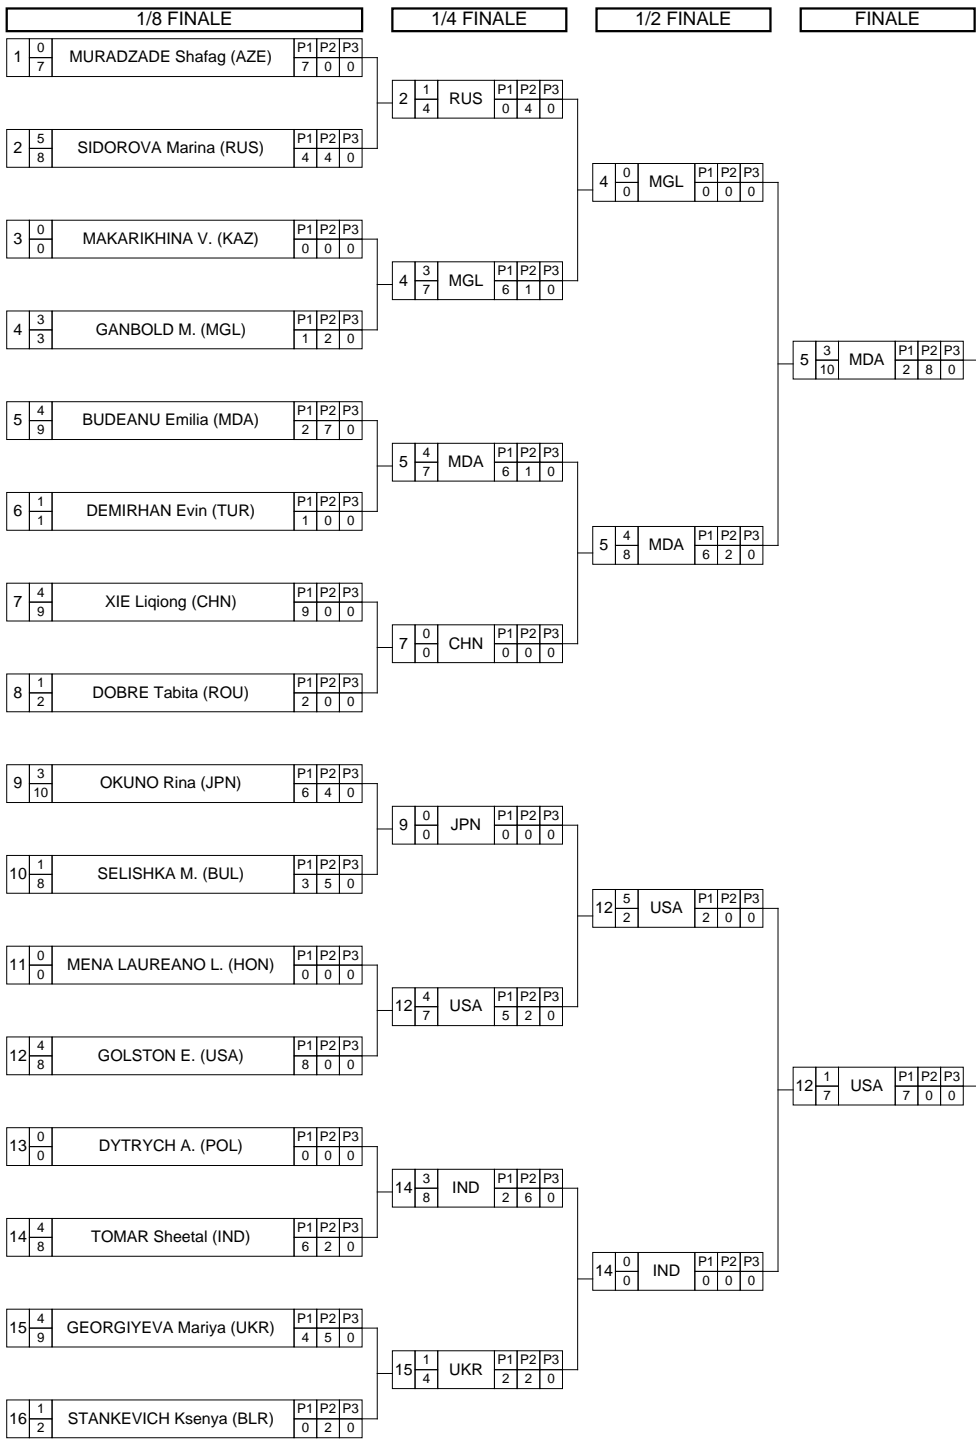 1/8 FINALE 1/4 FINALE 1/2 FINALE FINALE
1 0 7 MURADZADE Shafag (AZE) P1 P2 P3 7 0 0
2 1 4 RUS P1 P2 P3 0 4 0
2 5 8 SIDOROVA Marina (RUS) P1 P2 P3 4 4 0
4 0 0 MGL P1 P2 P3 0 0 0
3 0 0 MAKARIKHINA V. (KAZ) P1 P2 P3 0 0 0
4 3 7 MGL P1 P2 P3 6 1 0
4 3 3 GANBOLD M. (MGL) P1 P2 P3 1 2 0
5 3 10 MDA P1 P2 P3 2 8 0
5 4 9 BUDEANU Emilia (MDA) P1 P2 P3 2 7 0
5 4 7 MDA P1 P2 P3 6 1 0
6 1 1 DEMIRHAN Evin (TUR) P1 P2 P3 1 0 0
5 4 8 MDA P1 P2 P3 6 2 0
7 4 9 XIE Liqiong (CHN) P1 P2 P3 9 0 0
7 0 0 CHN P1 P2 P3 0 0 0
8 1 2 DOBRE Tabita (ROU) P1 P2 P3 2 0 0
9 3 10 OKUNO Rina (JPN) P1 P2 P3 6 4 0
9 0 0 JPN P1 P2 P3 0 0 0
10 1 8 SELISHKA M. (BUL) P1 P2 P3 3 5 0
12 5 2 USA P1 P2 P3 2 0 0
11 0 0 MENA LAUREANO L. (HON) P1 P2 P3 0 0 0
12 4 7 USA P1 P2 P3 5 2 0
12 4 8 GOLSTON E. (USA) P1 P2 P3 8 0 0
12 1 7 USA P1 P2 P3 7 0 0
13 0 0 DYTRYCH A. (POL) P1 P2 P3 0 0 0
14 3 8 IND P1 P2 P3 2 6 0
14 4 8 TOMAR Sheetal (IND) P1 P2 P3 6 2 0
14 0 0 IND P1 P2 P3 0 0 0
15 4 9 GEORGIYEVA Mariya (UKR) P1 P2 P3 4 5 0
15 1 4 UKR P1 P2 P3 2 2 0
16 1 2 STANKEVICH Ksenya (BLR) P1 P2 P3 0 2 0